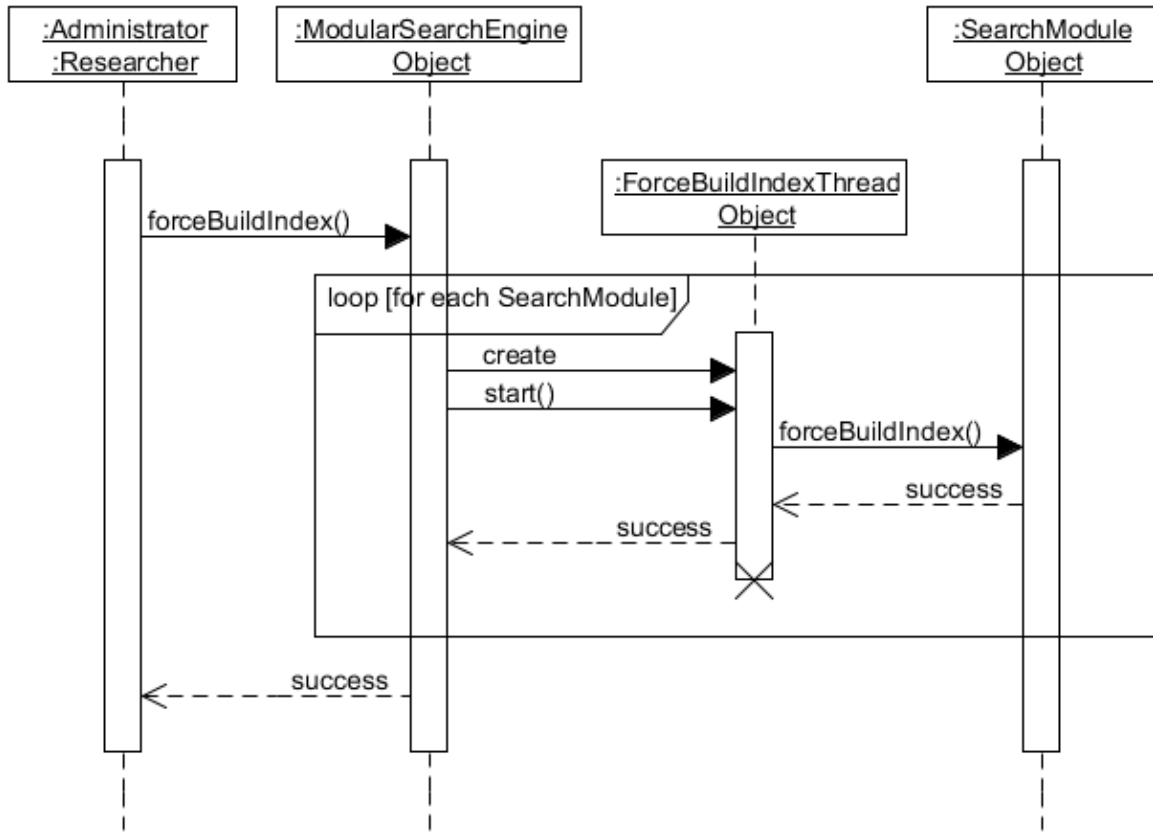 :Administrator
:Researcher
:ModularSearchEngine
Object
:SearchModule
Object
:ForceBuildIndexThread
Object
forceBuildIndex()
loop [for each SearchModule]
create
start()
forceBuildIndex()
success
success
success